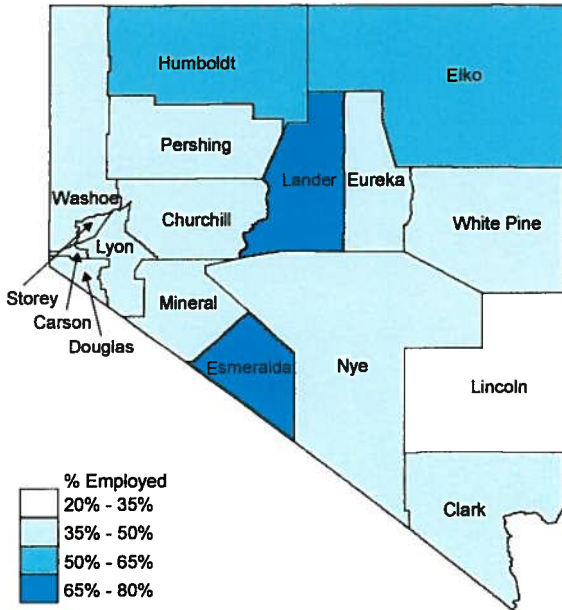 Humboldt
Elko
Pershing
Lander
Eureka
Washoe
Churchill
White Pine
Lyon
Storey
Carson
Douglas
Mineral
Esmeralda
Nye
Lincoln
Clark
% Employed
20% - 35%
35% - 50%
50% - 65%
65% - 80%